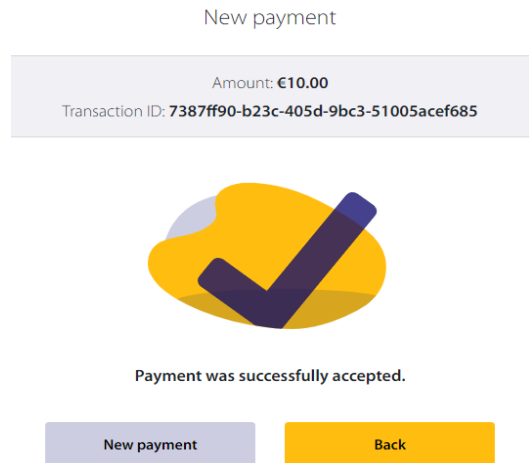 New payment
Amount: €10.00
Transaction ID: 7387ff90-b23c-405d-9bc3-51005acef685
Payment was successfully accepted.
New payment
Back